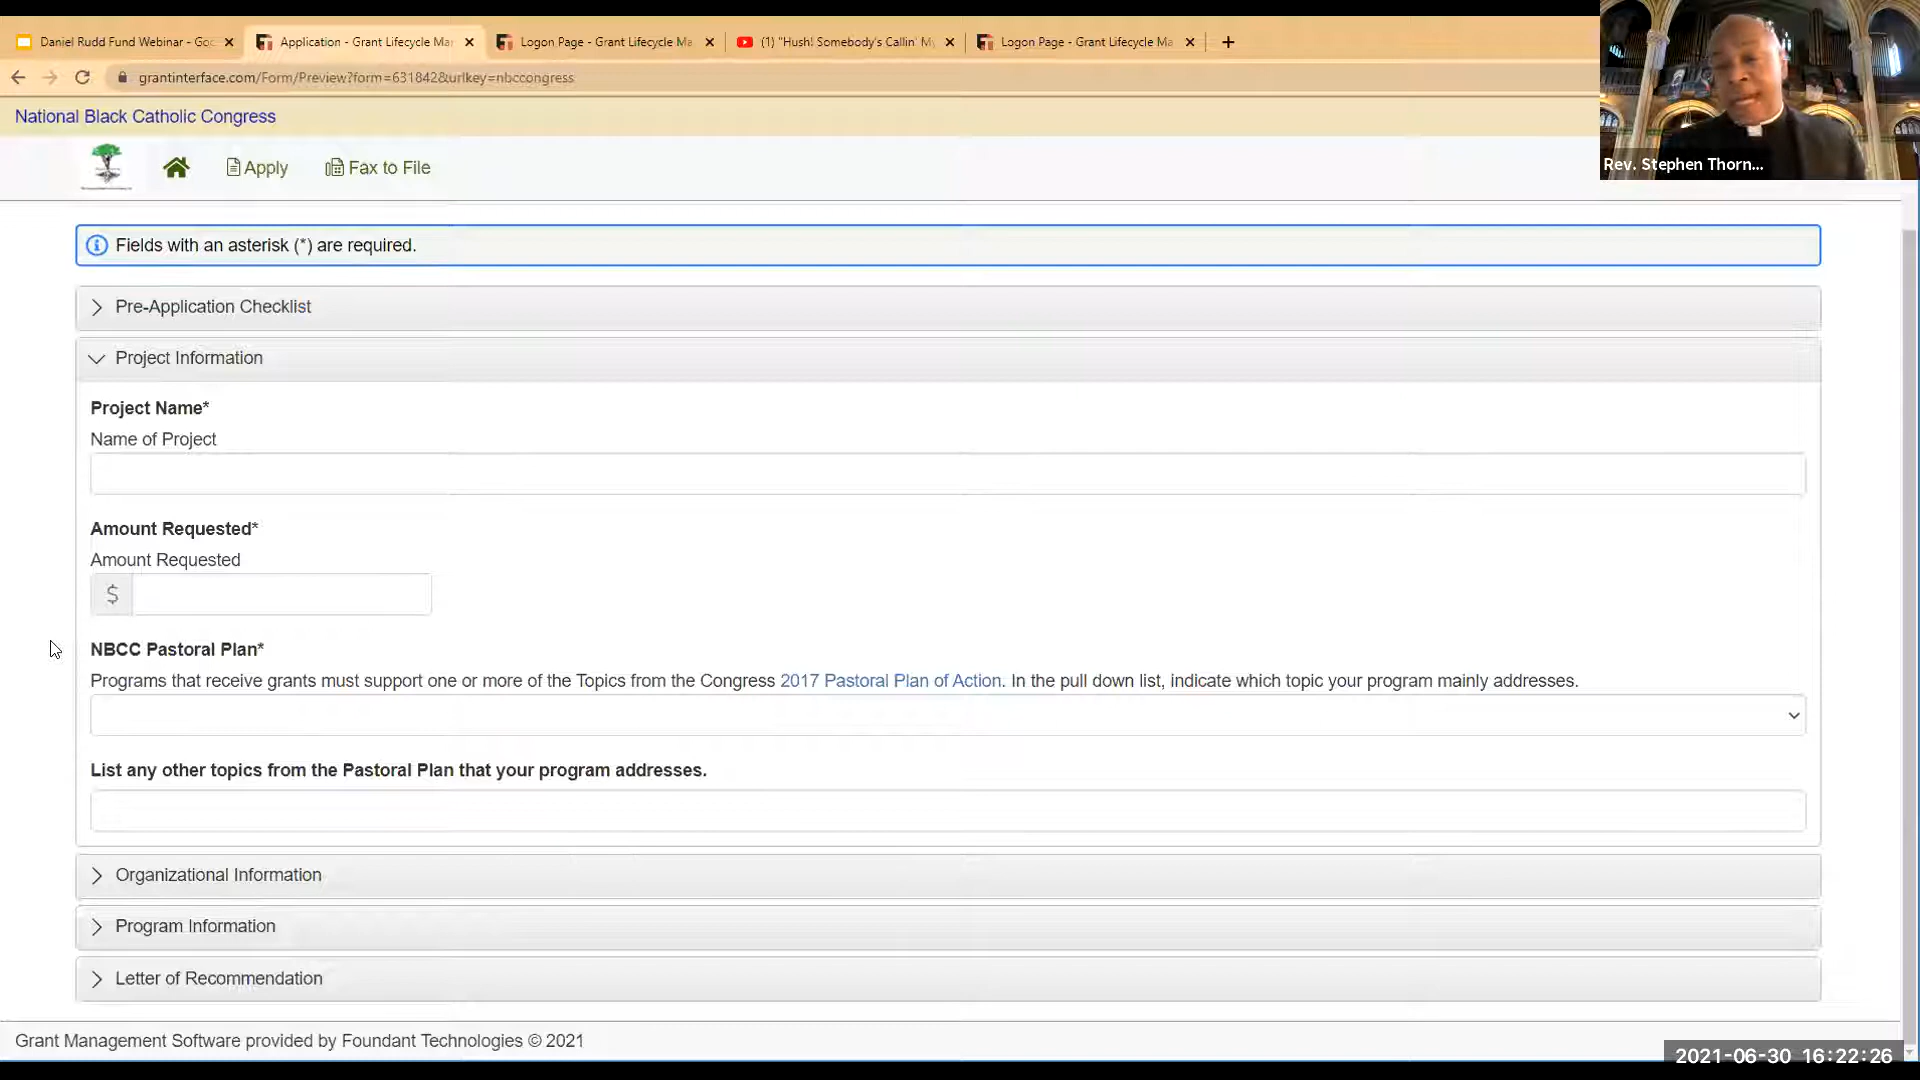 Daniel Rudd Fund Webinar - Goo
Application - Grant Lifecycle Mar
Logon Page - Grant Lifecycle Ma
(1) "Hush! Somebody's Callin' My
Logon Page - Grant Lifecycle Ma
grantinterface.com/Form/Preview?form=631842&urlkey=nbccongress
National Black Catholic Congress
Apply
Fax to File
Rev. Stephen Thorn...
Fields with an asterisk (*) are required.
Pre-Application Checklist
Project Information
Project Name*
Name of Project
Amount Requested*
Amount Requested
$
NBCC Pastoral Plan*
Programs that receive grants must support one or more of the Topics from the Congress 2017 Pastoral Plan of Action. In the pull down list, indicate which topic your program mainly addresses.
List any other topics from the Pastoral Plan that your program addresses.
Organizational Information
Program Information
Letter of Recommendation
Grant Management Software provided by Foundant Technologies © 2021
2021-06-30 16:22:26